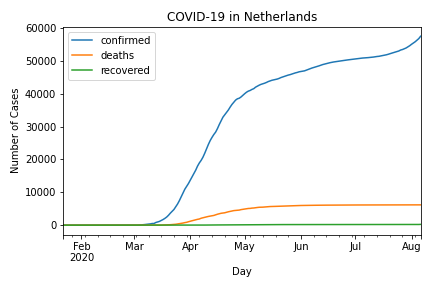 COVID-19 in Netherlands
confirmed
deaths
recovered
Number of Cases
60000
50000
40000
30000
20000
10000
0
Feb
2020
Mar
Apr
May
Jun
Jul
Aug
Day